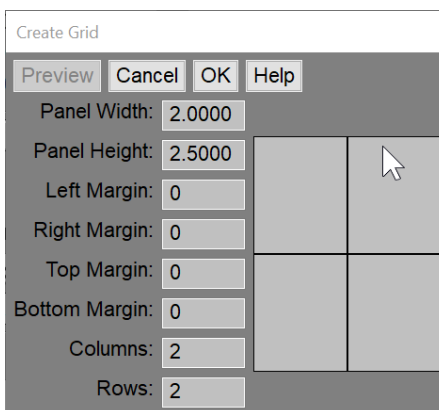 Create Grid
Preview Cancel OK Help
Panel Width: 2.0000
Panel Height: 2.5000
Left Margin: 0
Right Margin: 0
Top Margin: 0
Bottom Margin: 0
Columns: 2
Rows: 2